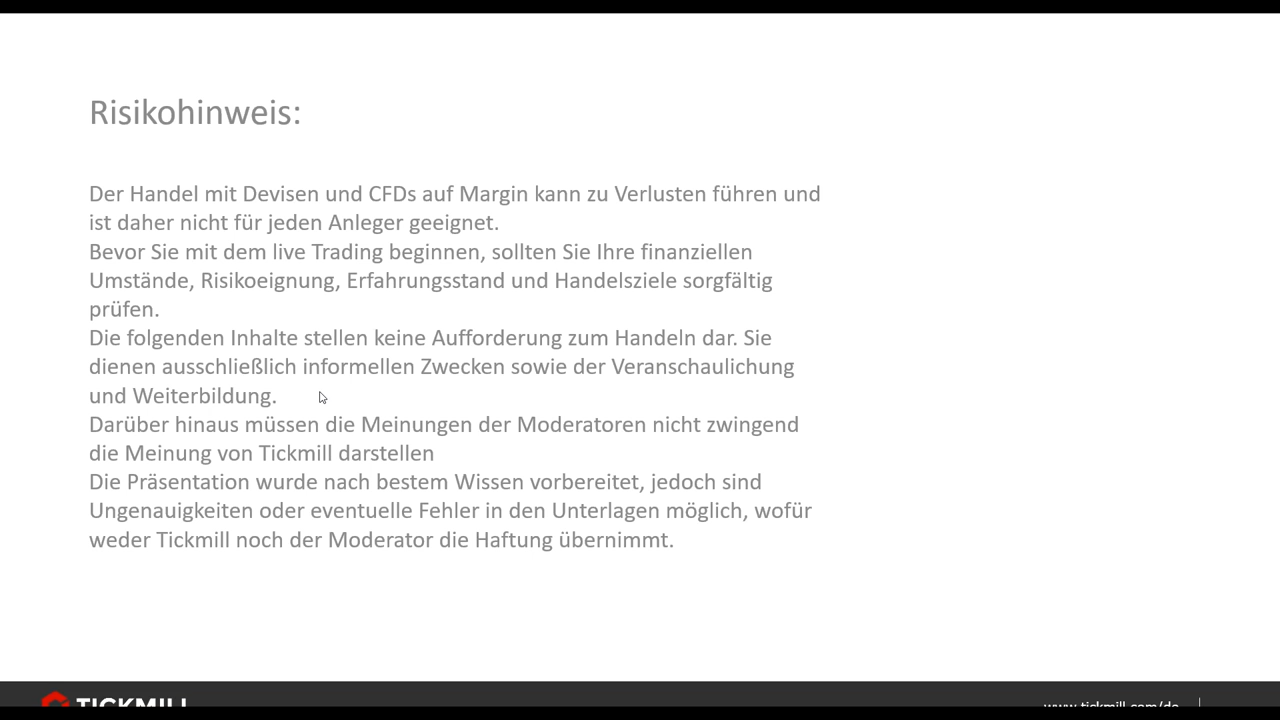 Risikohinweis:
Der Handel mit Devisen und CFDs auf Margin kann zu Verlusten führen und
ist daher nicht für jeden Anleger geeignet.
Bevor Sie mit dem live Trading beginnen, sollten Sie Ihre finanziellen
Umstände, Risikoeignung, Erfahrungsstand und Handelsziele sorgfältig
prüfen.
Die folgenden Inhalte stellen keine Aufforderung zum Handeln dar. Sie
dienen ausschließlich informellen Zwecken sowie der Veranschaulichung
und Weiterbildung.
Darüber hinaus müssen die Meinungen der Moderatoren nicht zwingend
die Meinung von Tickmill darstellen
Die Präsentation wurde nach bestem Wissen vorbereitet, jedoch sind
Ungenauigkeiten oder eventuelle Fehler in den Unterlagen möglich, wofür
weder Tickmill noch der Moderator die Haftung übernimmt.
TICKMILL
www.tickmill.com/de